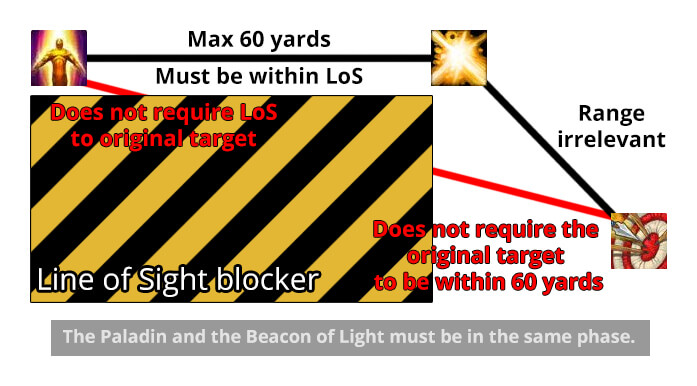 Max 60 yards
Must be within LoS
Does not require LoS
to original target
Range
irrelevant
Does not require the
original target
to be within 60 yards
Line of Sight blocker
The Paladin and the Beacon of Light must be in the same phase.